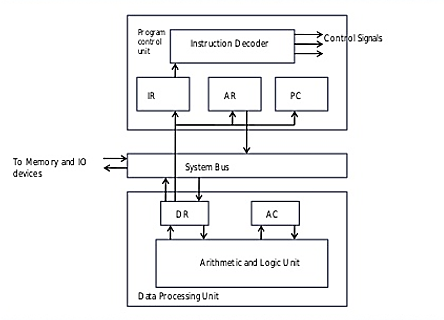 Program
control
unit
Instruction Decoder
Control Signals
IR
AR
PC
To Memory and IO
devices
System Bus
DR
AC
Arithmetic and Logic Unit
Data Processing Unit